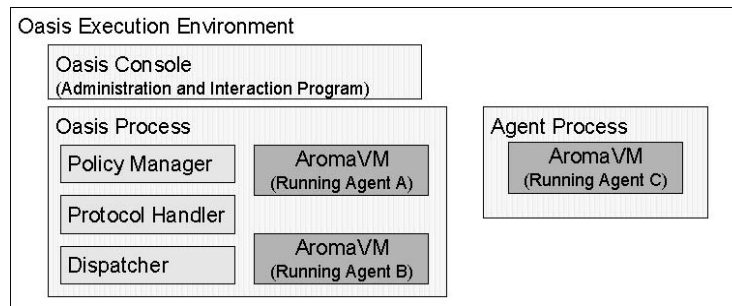 Oasis Execution Environment
Oasis Console
(Administration and Interaction Program)
Oasis Process
Policy Manager
Protocol Handler
Dispatcher
AromaVM
(Running Agent A)
AromaVM
(Running Agent B)
Agent Process
AromaVM
(Running Agent C)